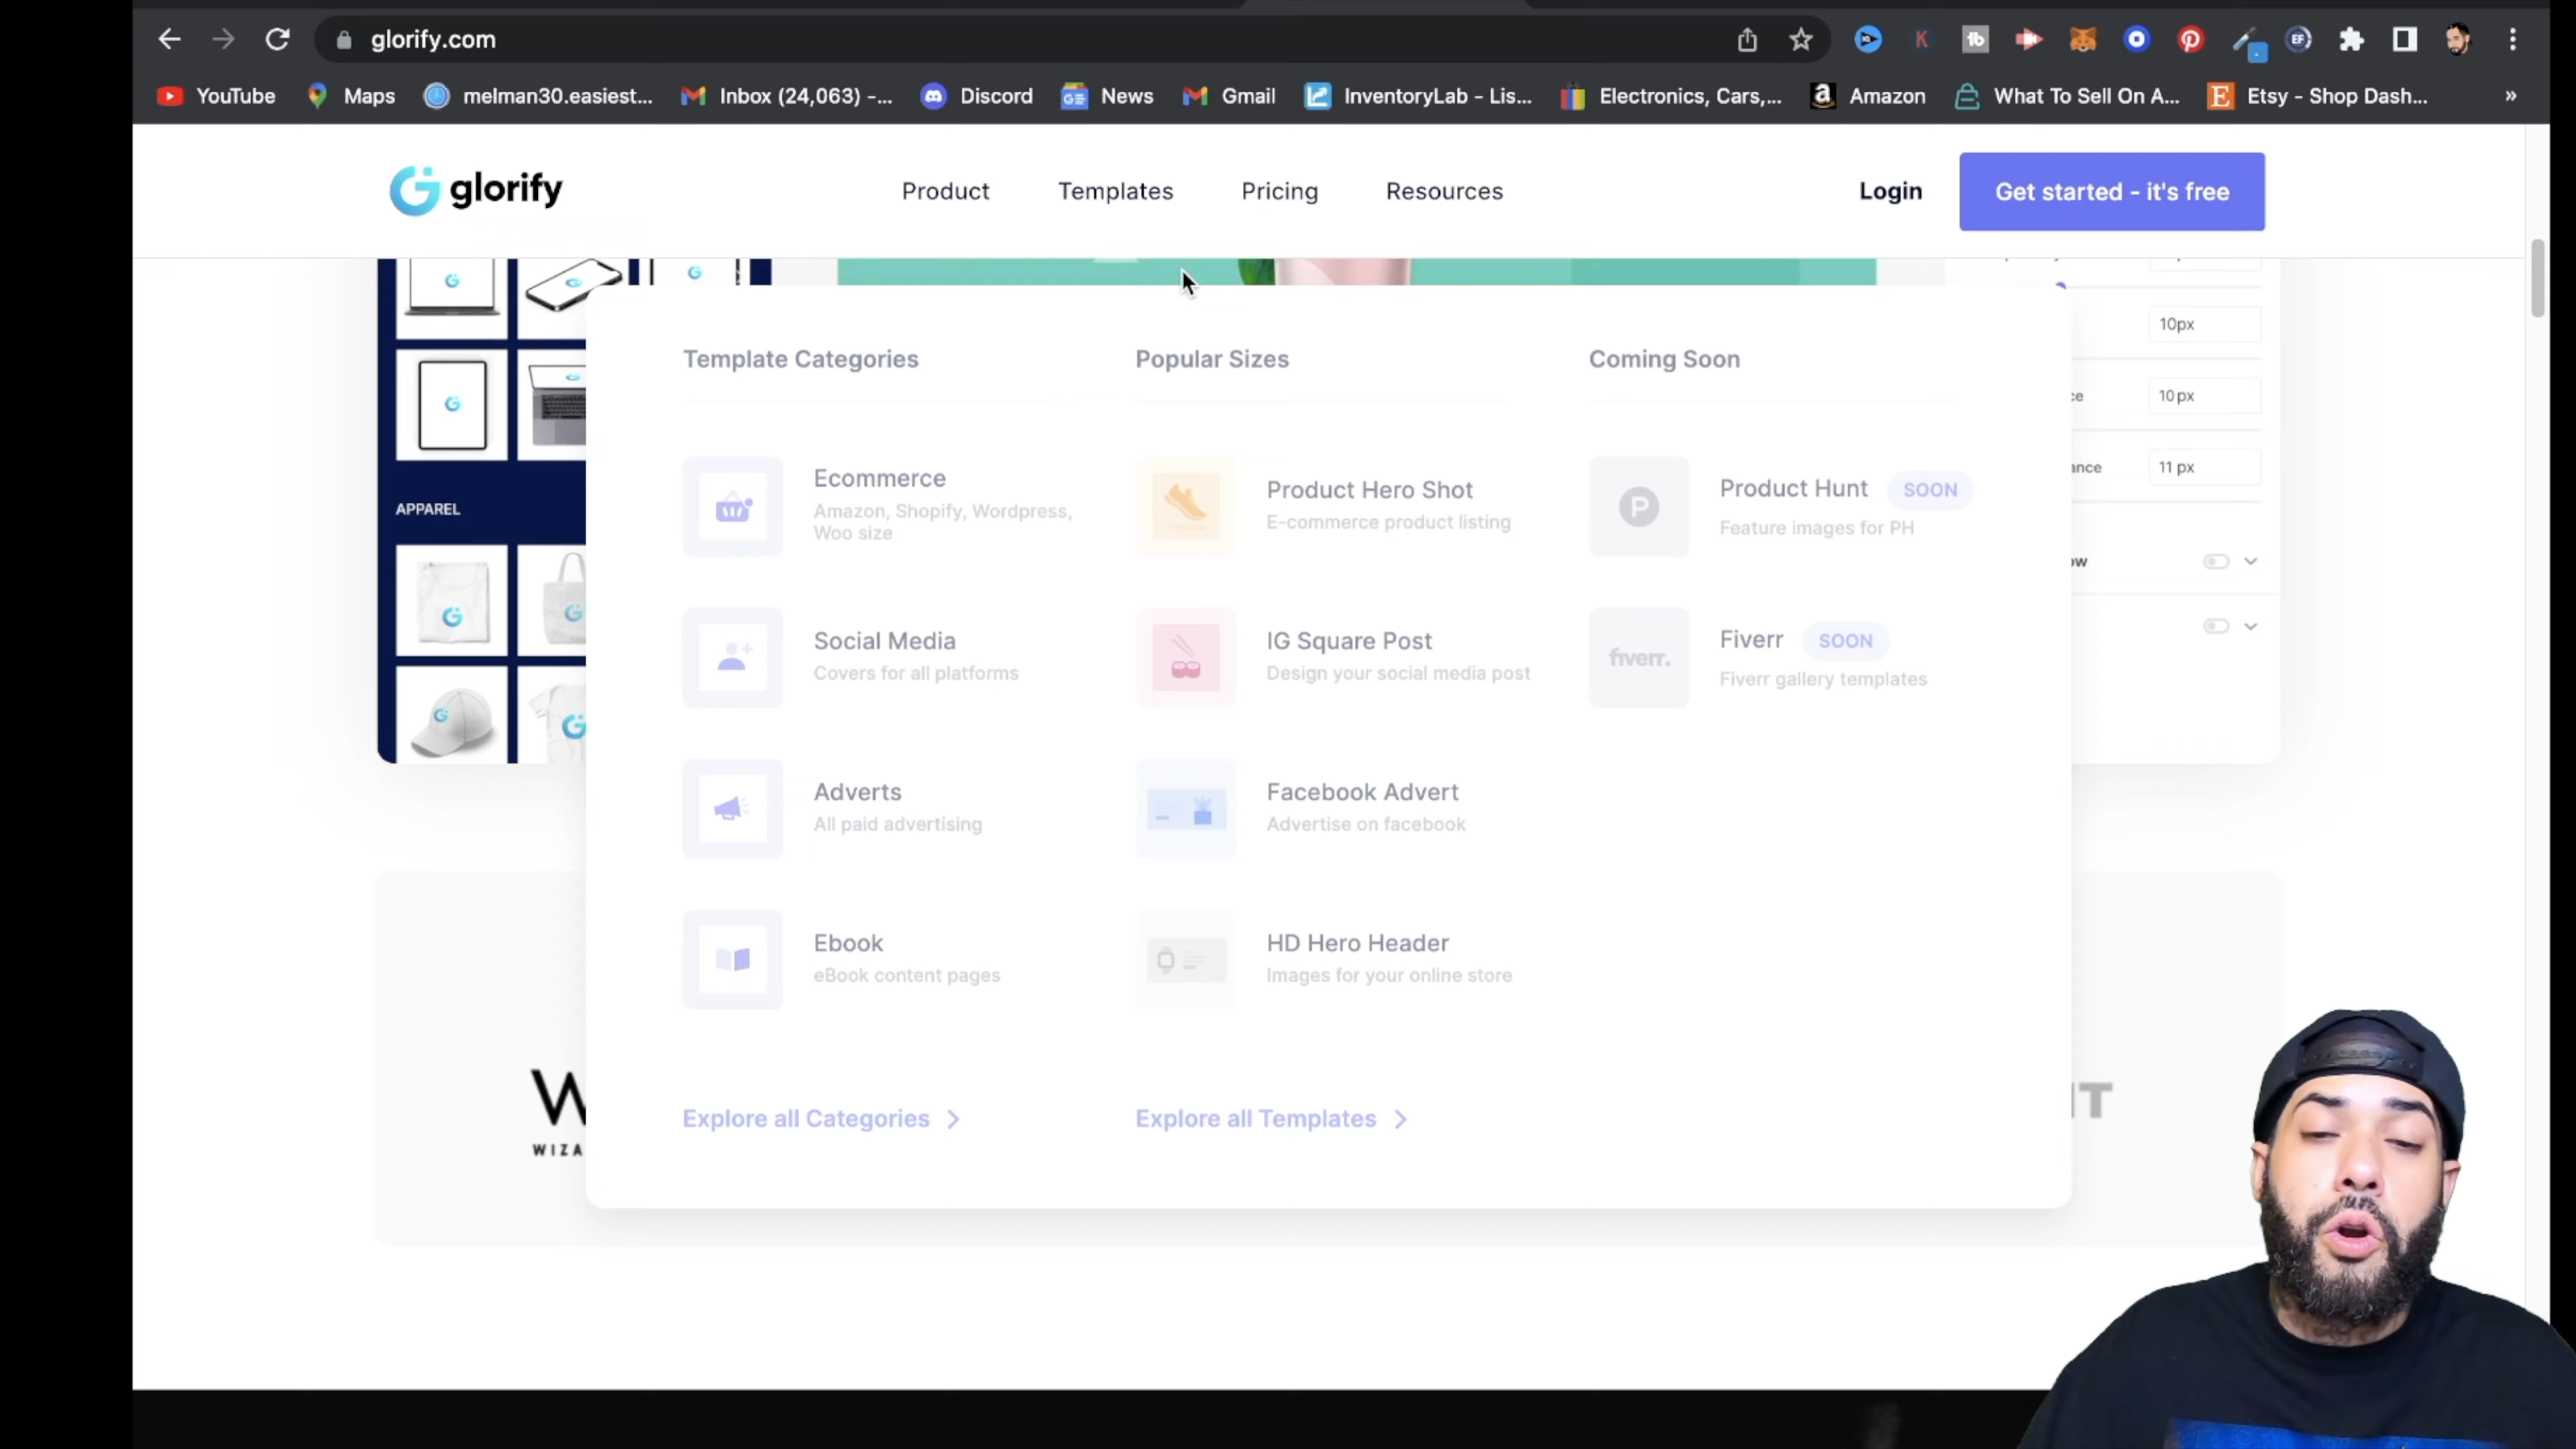 glorify.com
YouTube Maps melman30.easiest... Inbox (24,063) -... Discord News Gmail InventoryLab - Lis... Electronics, Cars,... Amazon What To Sell On A... Etsy - Shop Dash... »
glorify Product Templates Pricing Resources Login Get started - it's free
10px
10 px
11 px
APPAREL
Template Categories
Ecommerce
Amazon, Shopify, Wordpress,
Woo size
Social Media
Covers for all platforms
Adverts
All paid advertising
Ebook
eBook content pages
Explore all Categories
Popular Sizes
Product Hero Shot
E-commerce product listing
IG Square Post
Design your social media post
Facebook Advert
Advertise on facebook
HD Hero Header
Images for your online store
Explore all Templates
Coming Soon
Product Hunt SOON
Feature images for PH
fiverr.
Fiverr SOON
Fiverr gallery templates